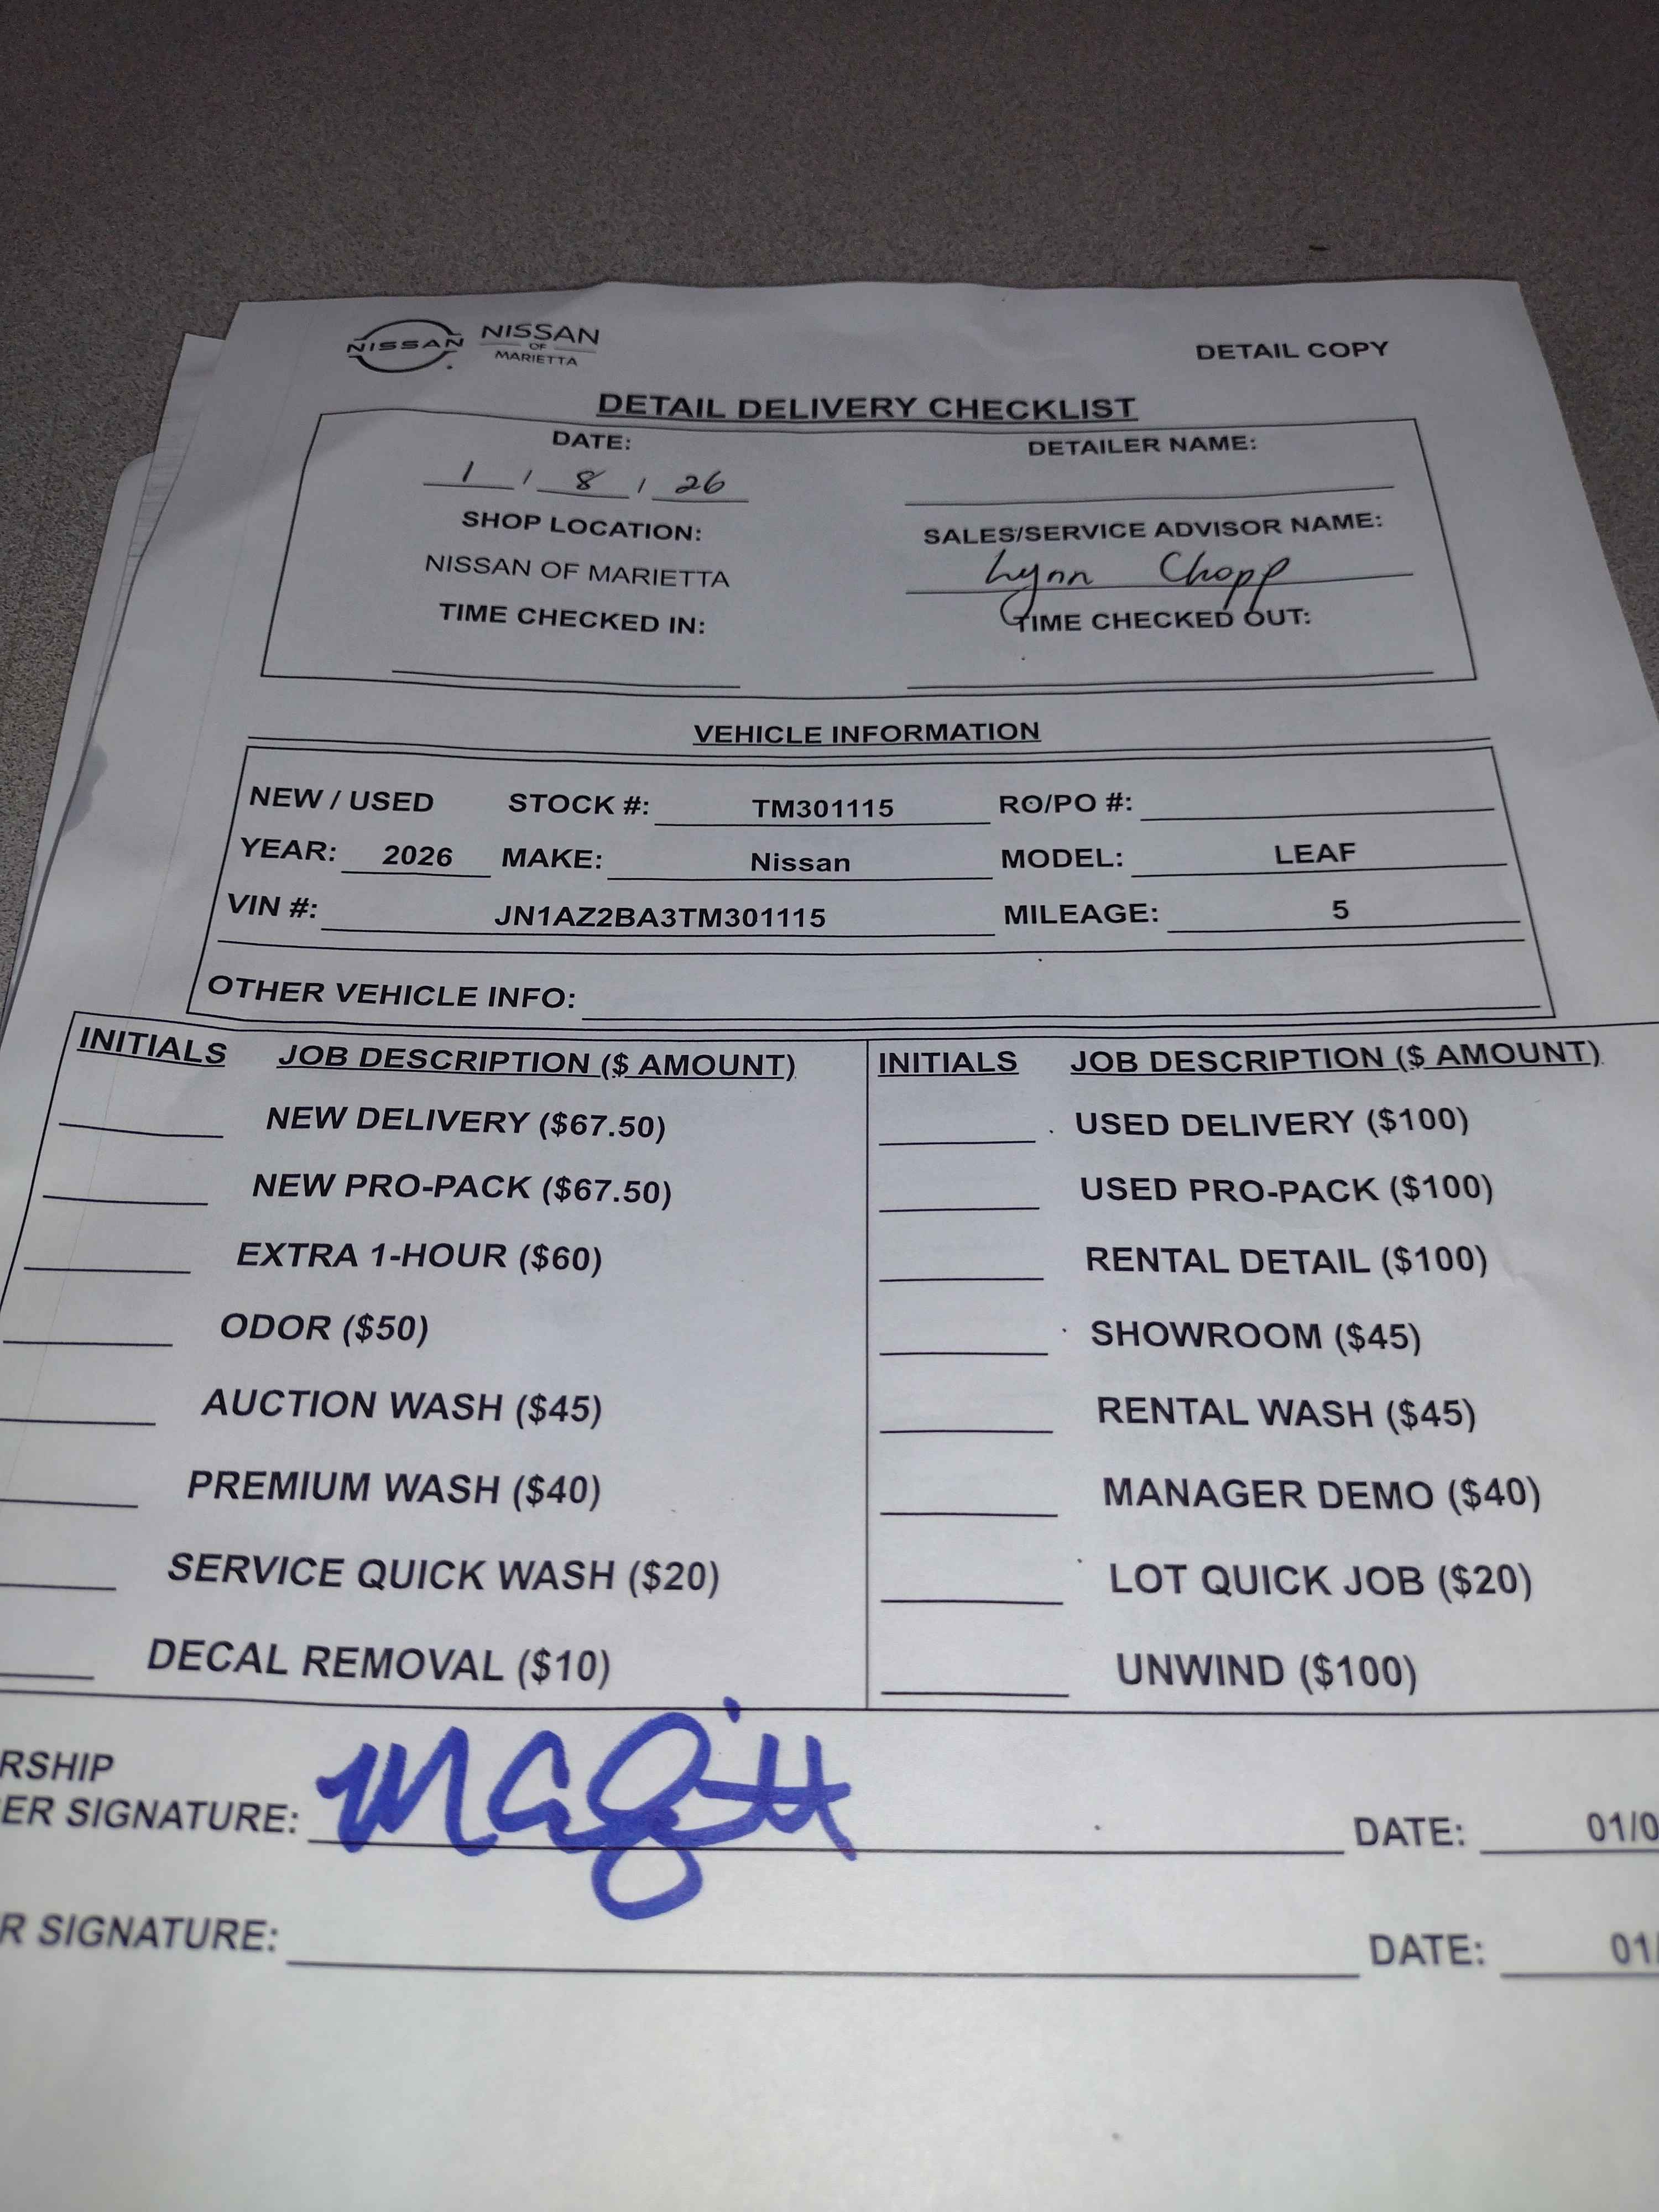 NISSAN NISSAN
OF
MARIETTA
DETAIL COPY
DETAIL DELIVERY CHECKLIST
DATE: DETAILER NAME:
1 / 8 / 26
SHOP LOCATION: SALES/SERVICE ADVISOR NAME:
NISSAN OF MARIETTA Lynn Chopp
TIME CHECKED IN: TIME CHECKED OUT:
VEHICLE INFORMATION
NEW / USED STOCK #: TM301115 RO/PO #:
YEAR: 2026 MAKE: Nissan MODEL: LEAF
VIN #: JN1AZ2BA3TM301115 MILEAGE: 5
OTHER VEHICLE INFO:
INITIALS JOB DESCRIPTION ($ AMOUNT) INITIALS JOB DESCRIPTION ($ AMOUNT)
NEW DELIVERY ($67.50) USED DELIVERY ($100)
NEW PRO-PACK ($67.50) USED PRO-PACK ($100)
EXTRA 1-HOUR ($60) RENTAL DETAIL ($100)
ODOR ($50) SHOWROOM ($45)
AUCTION WASH ($45) RENTAL WASH ($45)
PREMIUM WASH ($40) MANAGER DEMO ($40)
SERVICE QUICK WASH ($20) LOT QUICK JOB ($20)
DECAL REMOVAL ($10) UNWIND ($100)
RSHIP
ER SIGNATURE: DATE: 01/0
R SIGNATURE: DATE: 01/